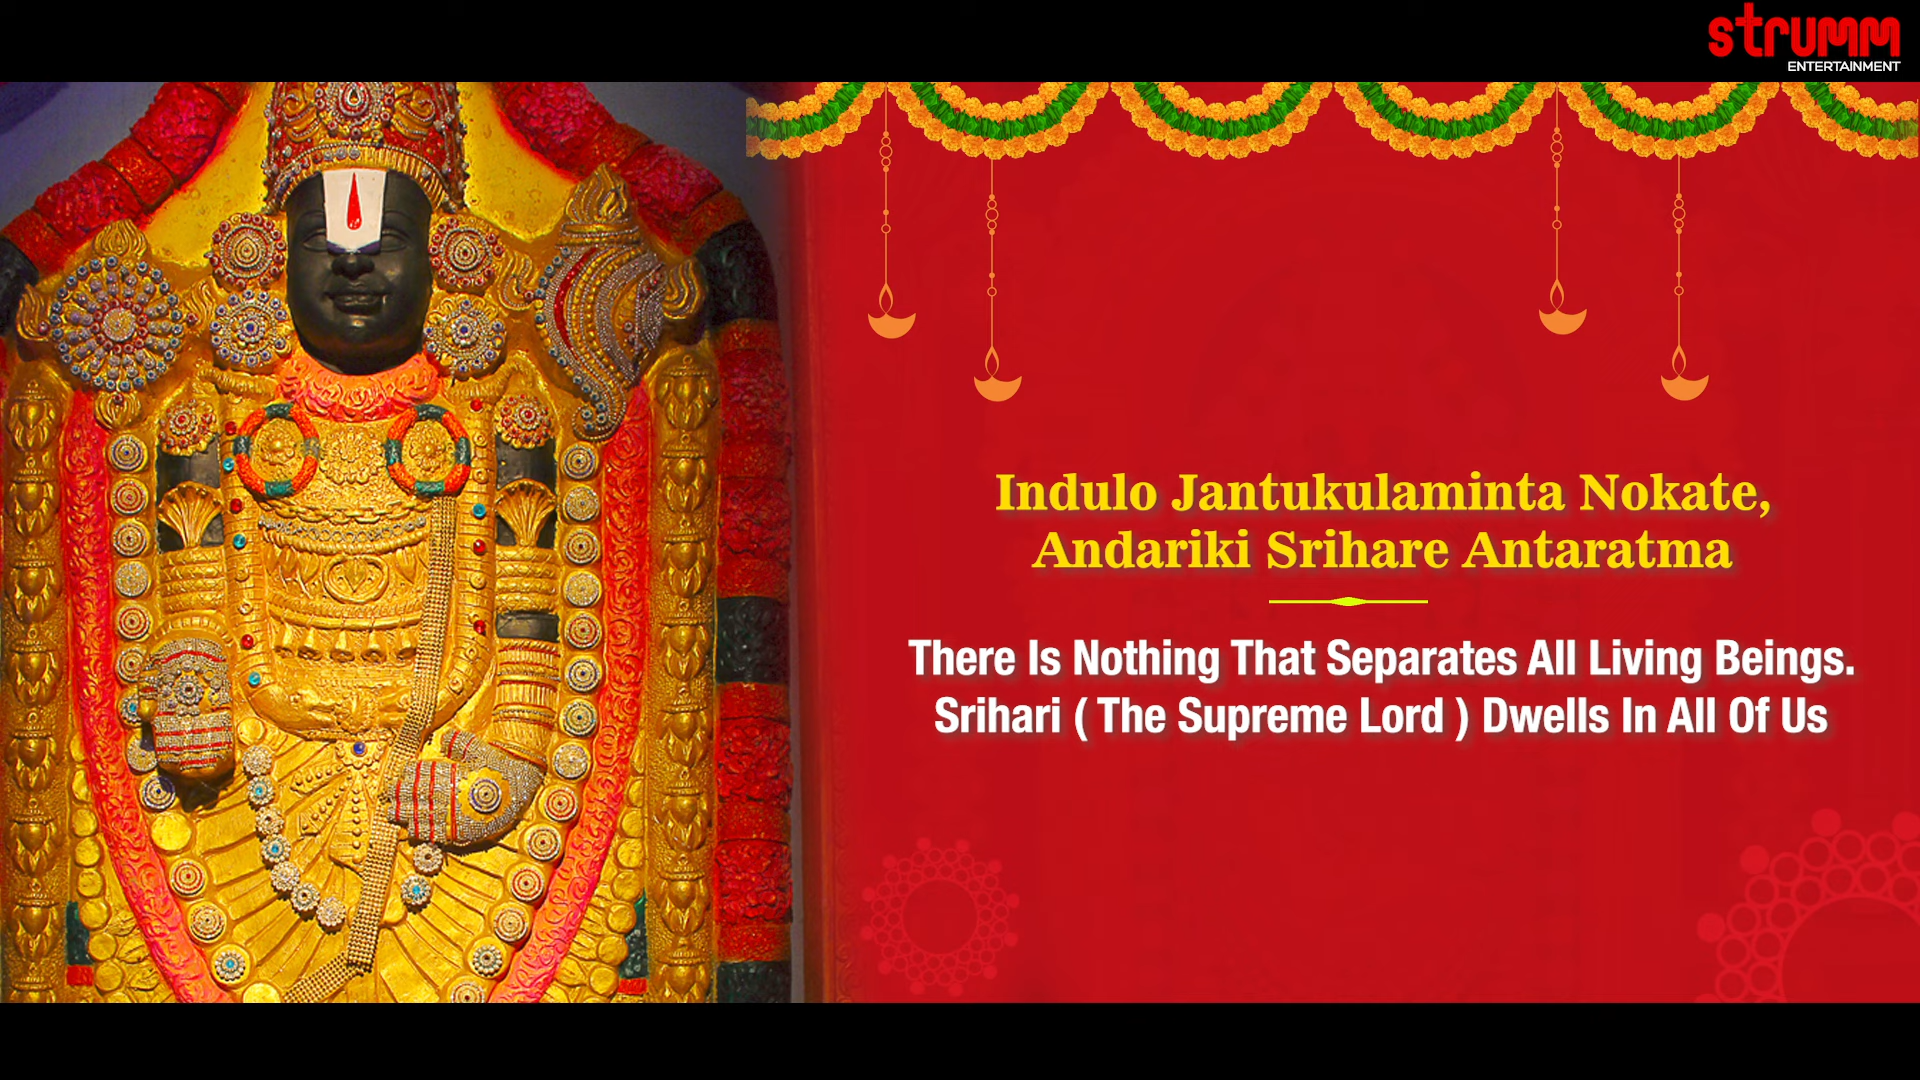 strumm
ENTERTAINMENT
Indulo Jantukulaminta Nokate,
Andariki Srihare Antaratma
There Is Nothing That Separates All Living Beings.
Srihari ( The Supreme Lord ) Dwells In All Of Us